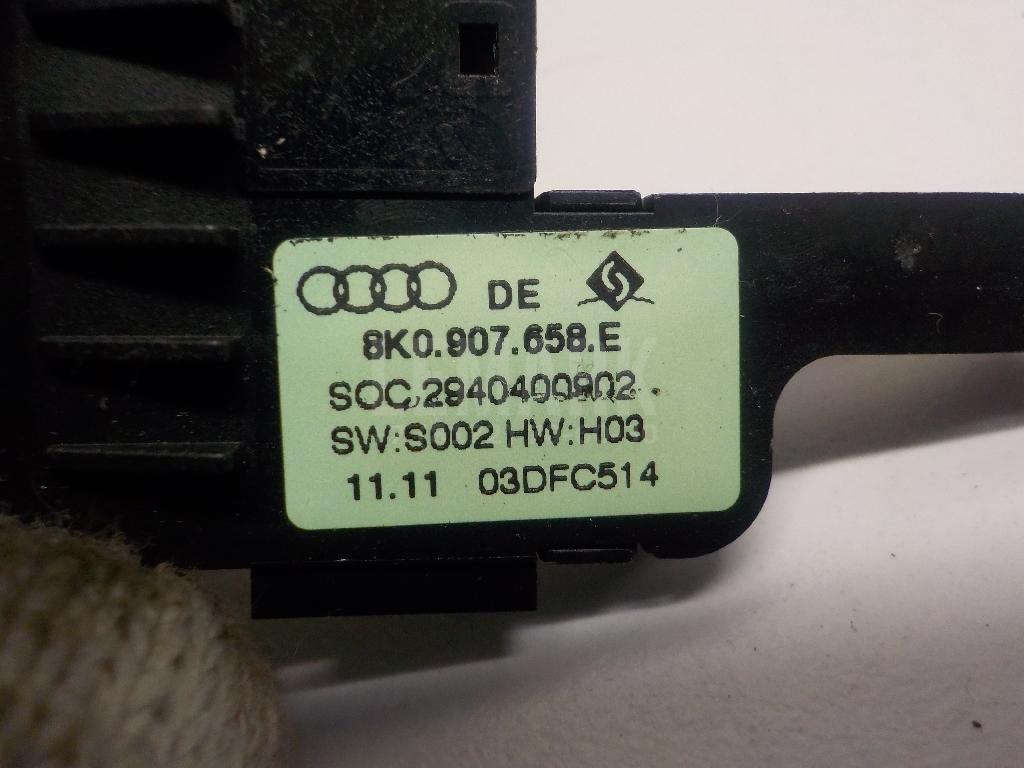 DE
8K0.907.658.E
SOC.2940400902
SW:S002 HW:H03
11.11 03DFC514